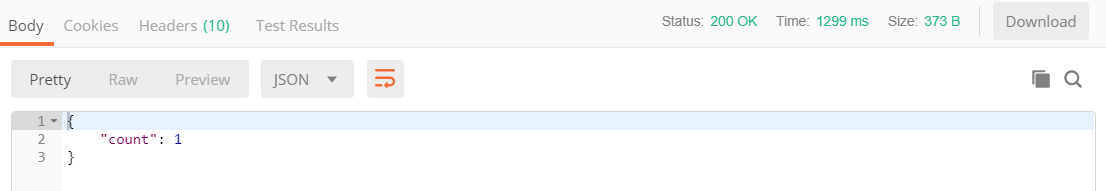 Body Cookies Headers (10) Test Results Status: 200 OK Time: 1299 ms Size: 373 B Download
Pretty Raw Preview JSON
1 {
2 "count": 1
3 }